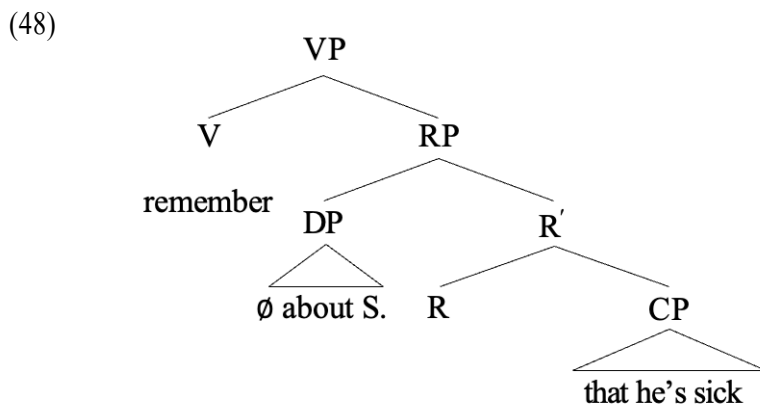 (48)
VP
V RP
remember
DP R′
∅ about S. R CP
that he’s sick